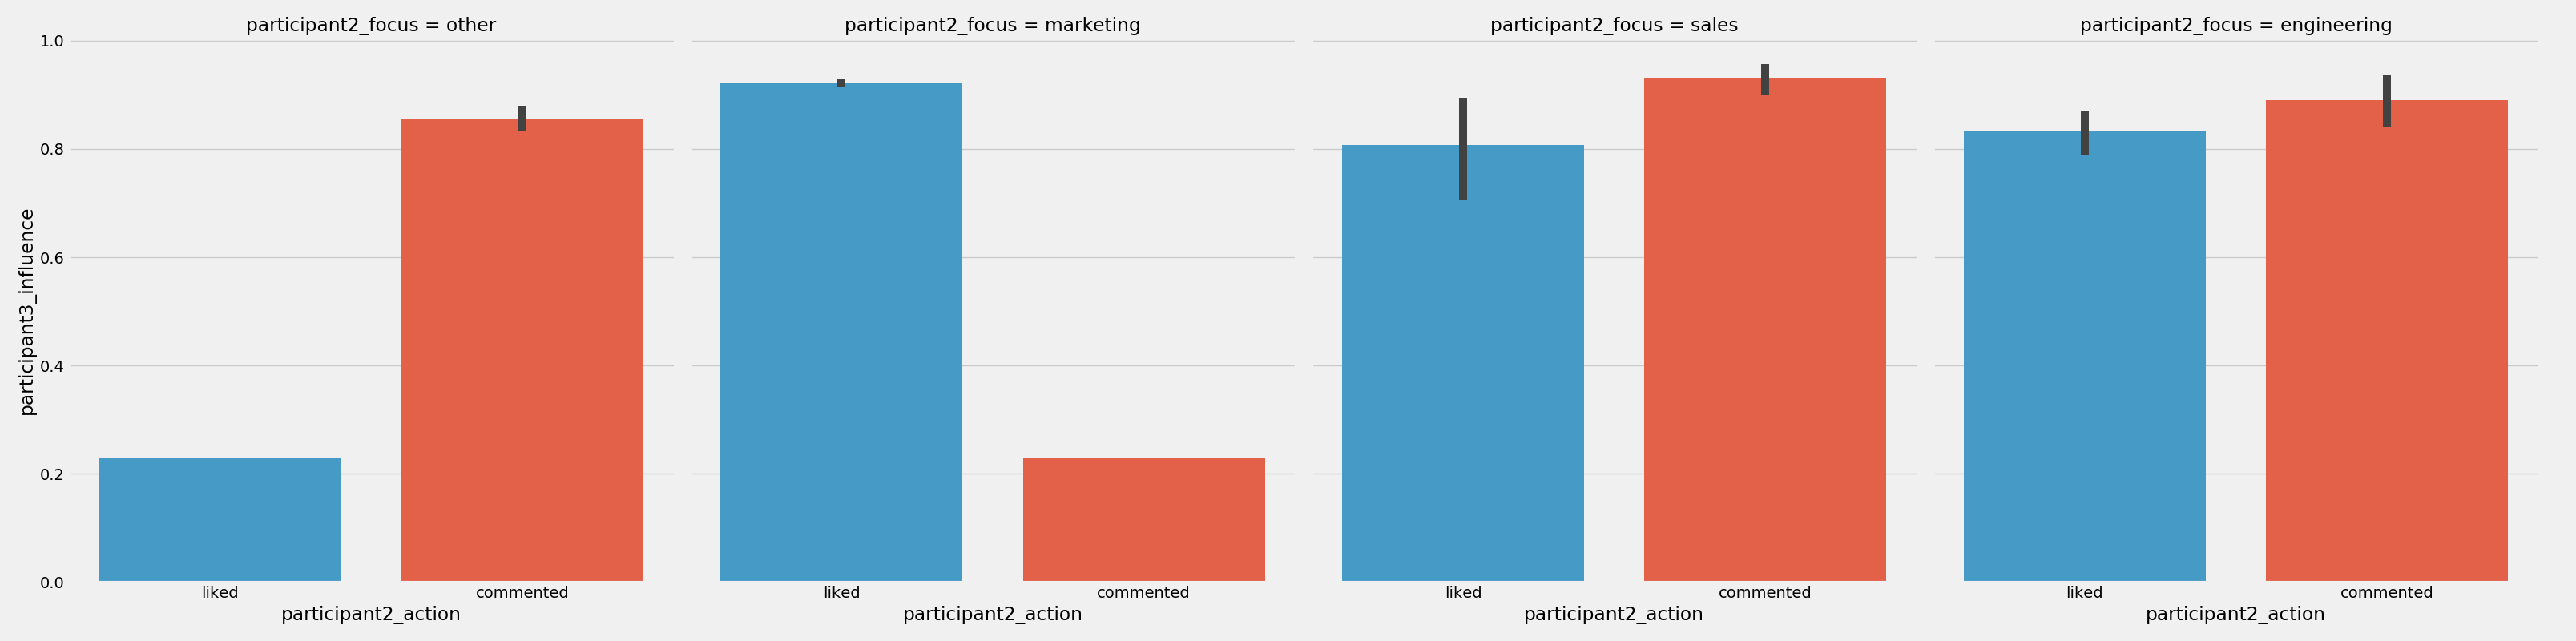 participant2_focus = other
participant2_focus = marketing
participant2_focus = sales
participant2_focus = engineering
participant3_influence
1.0
0.8
0.6
0.4
0.2
0.0
liked
commented
liked
commented
liked
commented
liked
commented
participant2_action
participant2_action
participant2_action
participant2_action